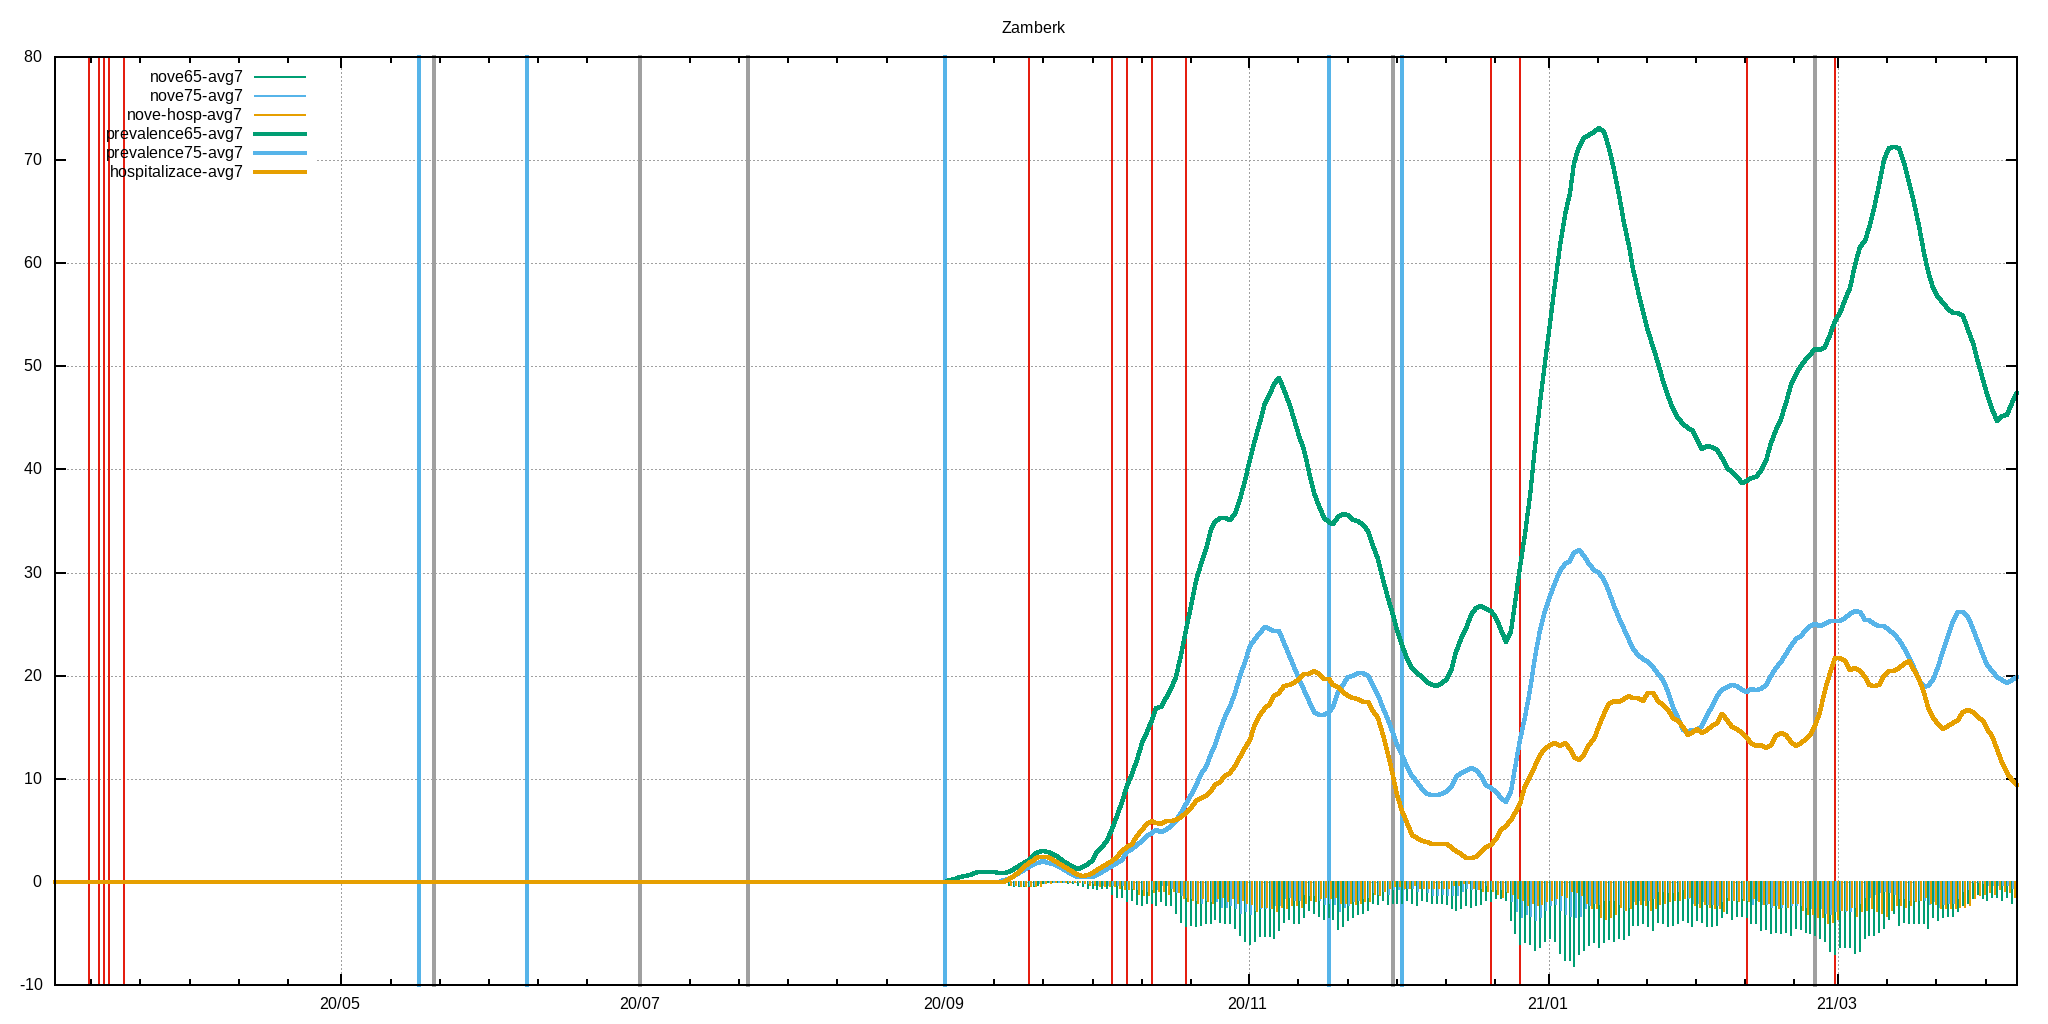 Zamberk
80
nove65-avg7
nove75-avg7
nove-hosp-avg7
prevalence65-avg7
prevalence75-avg7
hospitalizace-avg7
70
60
50
40
30
20
10
0
-10
20/05 20/07 20/09 20/11 21/01 21/03